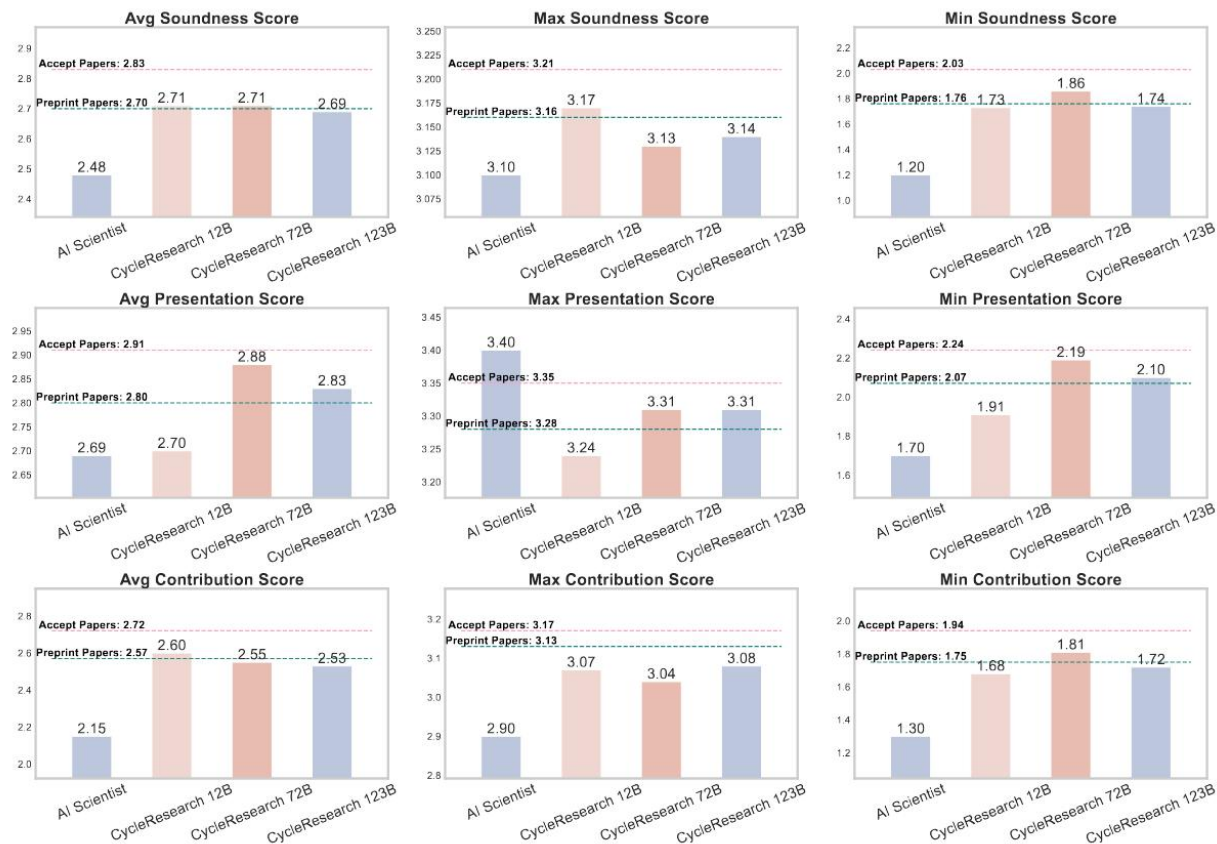 Avg Soundness Score
2.9
2.8
2.7
2.6
2.5
2.4
Accept Papers: 2.83
Preprint Papers: 2.70
2.48
2.71
2.71
2.69
AI Scientist
CycleResearch 12B
CycleResearch 72B
CycleResearch 123B
Max Soundness Score
3.250
3.225
3.200
3.175
3.150
3.125
3.100
3.075
Accept Papers: 3.21
Preprint Papers: 3.16
3.10
3.17
3.13
3.14
AI Scientist
CycleResearch 12B
CycleResearch 72B
CycleResearch 123B
Min Soundness Score
2.2
2.0
1.8
1.6
1.4
1.2
1.0
Accept Papers: 2.03
Preprint Papers: 1.76
1.20
1.73
1.86
1.74
AI Scientist
CycleResearch 12B
CycleResearch 72B
CycleResearch 123B
Avg Presentation Score
2.95
2.90
2.85
2.80
2.75
2.70
2.65
Accept Papers: 2.91
Preprint Papers: 2.80
2.69
2.70
2.88
2.83
AI Scientist
CycleResearch 12B
CycleResearch 72B
CycleResearch 123B
Max Presentation Score
3.45
3.40
3.35
3.30
3.25
3.20
Accept Papers: 3.35
Preprint Papers: 3.28
3.40
3.24
3.31
3.31
AI Scientist
CycleResearch 12B
CycleResearch 72B
CycleResearch 123B
Min Presentation Score
2.4
2.2
2.0
1.8
1.6
Accept Papers: 2.24
Preprint Papers: 2.07
1.70
1.91
2.19
2.10
AI Scientist
CycleResearch 12B
CycleResearch 72B
CycleResearch 123B
Avg Contribution Score
2.8
2.6
2.4
2.2
2.0
Accept Papers: 2.72
Preprint Papers: 2.57
2.15
2.60
2.55
2.53
AI Scientist
CycleResearch 12B
CycleResearch 72B
CycleResearch 123B
Max Contribution Score
3.2
3.1
3.0
2.9
2.8
Accept Papers: 3.17
Preprint Papers: 3.13
2.90
3.07
3.04
3.08
AI Scientist
CycleResearch 12B
CycleResearch 72B
CycleResearch 123B
Min Contribution Score
2.0
1.8
1.6
1.4
1.2
Accept Papers: 1.94
Preprint Papers: 1.75
1.30
1.68
1.81
1.72
AI Scientist
CycleResearch 12B
CycleResearch 72B
CycleResearch 123B